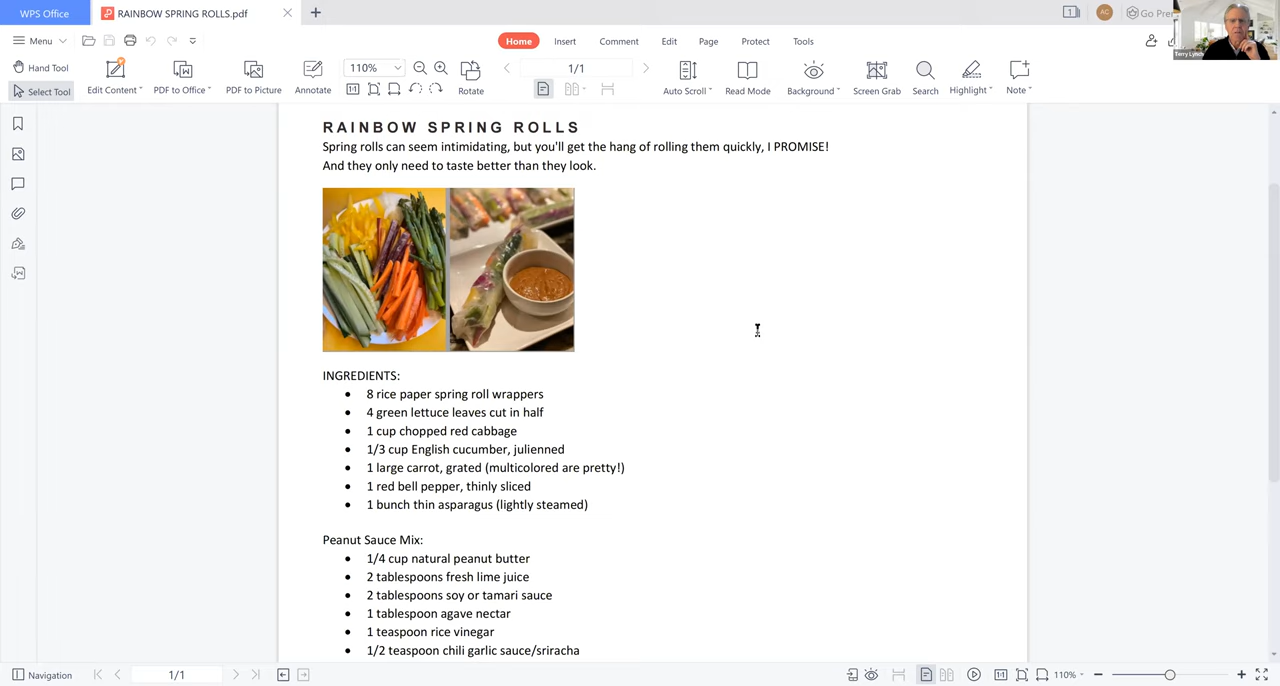 WPS Office
RAINBOW SPRING ROLLS.pdf
1
AC
Menu
Home
Insert
Comment
Edit
Page
Protect
Tools
Terry Lynch
Hand Tool
Select Tool
Edit Content
PDF to Office
PDF to Picture
Annotate
110%
Rotate
1/1
Auto Scroll
Read Mode
Background
Screen Grab
Search
Highlight
Note
RAINBOW SPRING ROLLS
Spring rolls can seem intimidating, but you'll get the hang of rolling them quickly, I PROMISE!
And they only need to taste better than they look.
INGREDIENTS:
• 8 rice paper spring roll wrappers
• 4 green lettuce leaves cut in half
• 1 cup chopped red cabbage
• 1/3 cup English cucumber, julienned
• 1 large carrot, grated (multicolored are pretty!)
• 1 red bell pepper, thinly sliced
• 1 bunch thin asparagus (lightly steamed)
Peanut Sauce Mix:
• 1/4 cup natural peanut butter
• 2 tablespoons fresh lime juice
• 2 tablespoons soy or tamari sauce
• 1 tablespoon agave nectar
• 1 teaspoon rice vinegar
• 1/2 teaspoon chili garlic sauce/sriracha
Navigation
1/1
110%